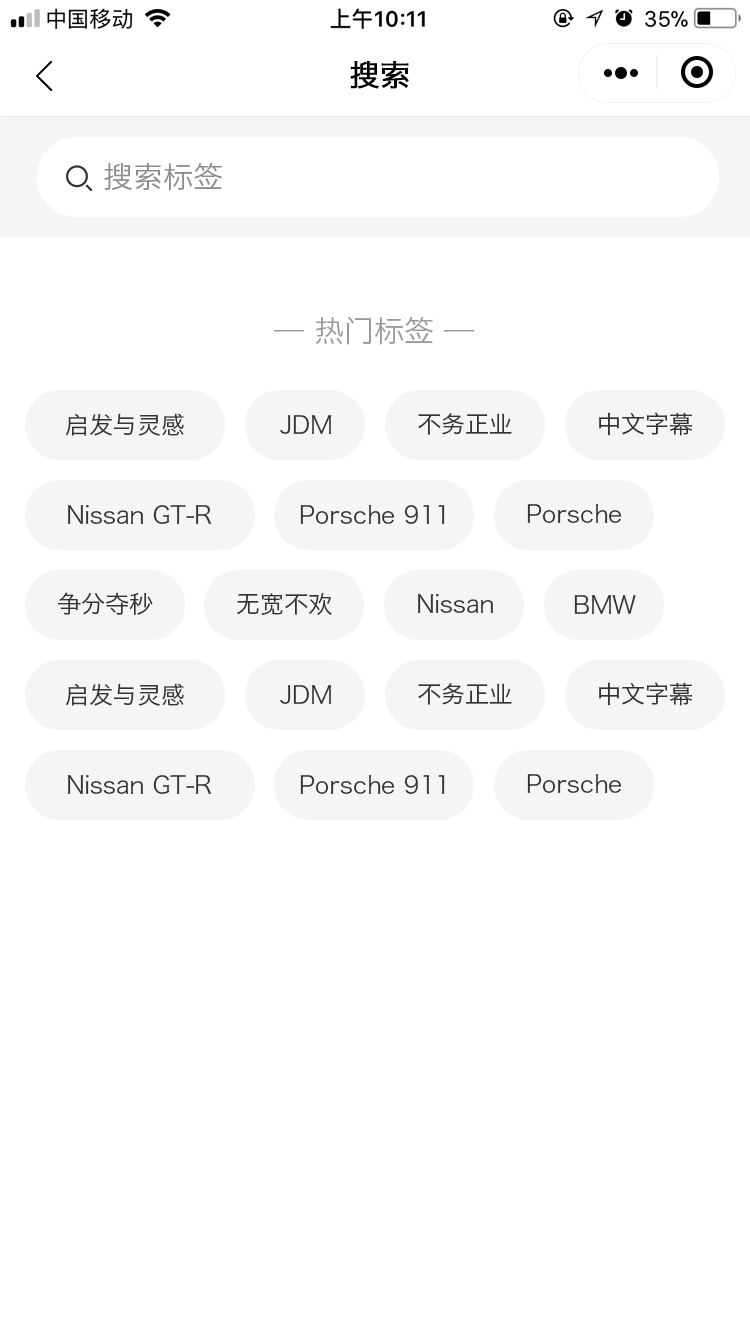 中国移动 上午10:11 35%
搜索
搜索标签
— 热门标签 —
启发与灵感 JDM 不务正业 中文字幕
Nissan GT-R Porsche 911 Porsche
争分夺秒 无宽不欢 Nissan BMW
启发与灵感 JDM 不务正业 中文字幕
Nissan GT-R Porsche 911 Porsche